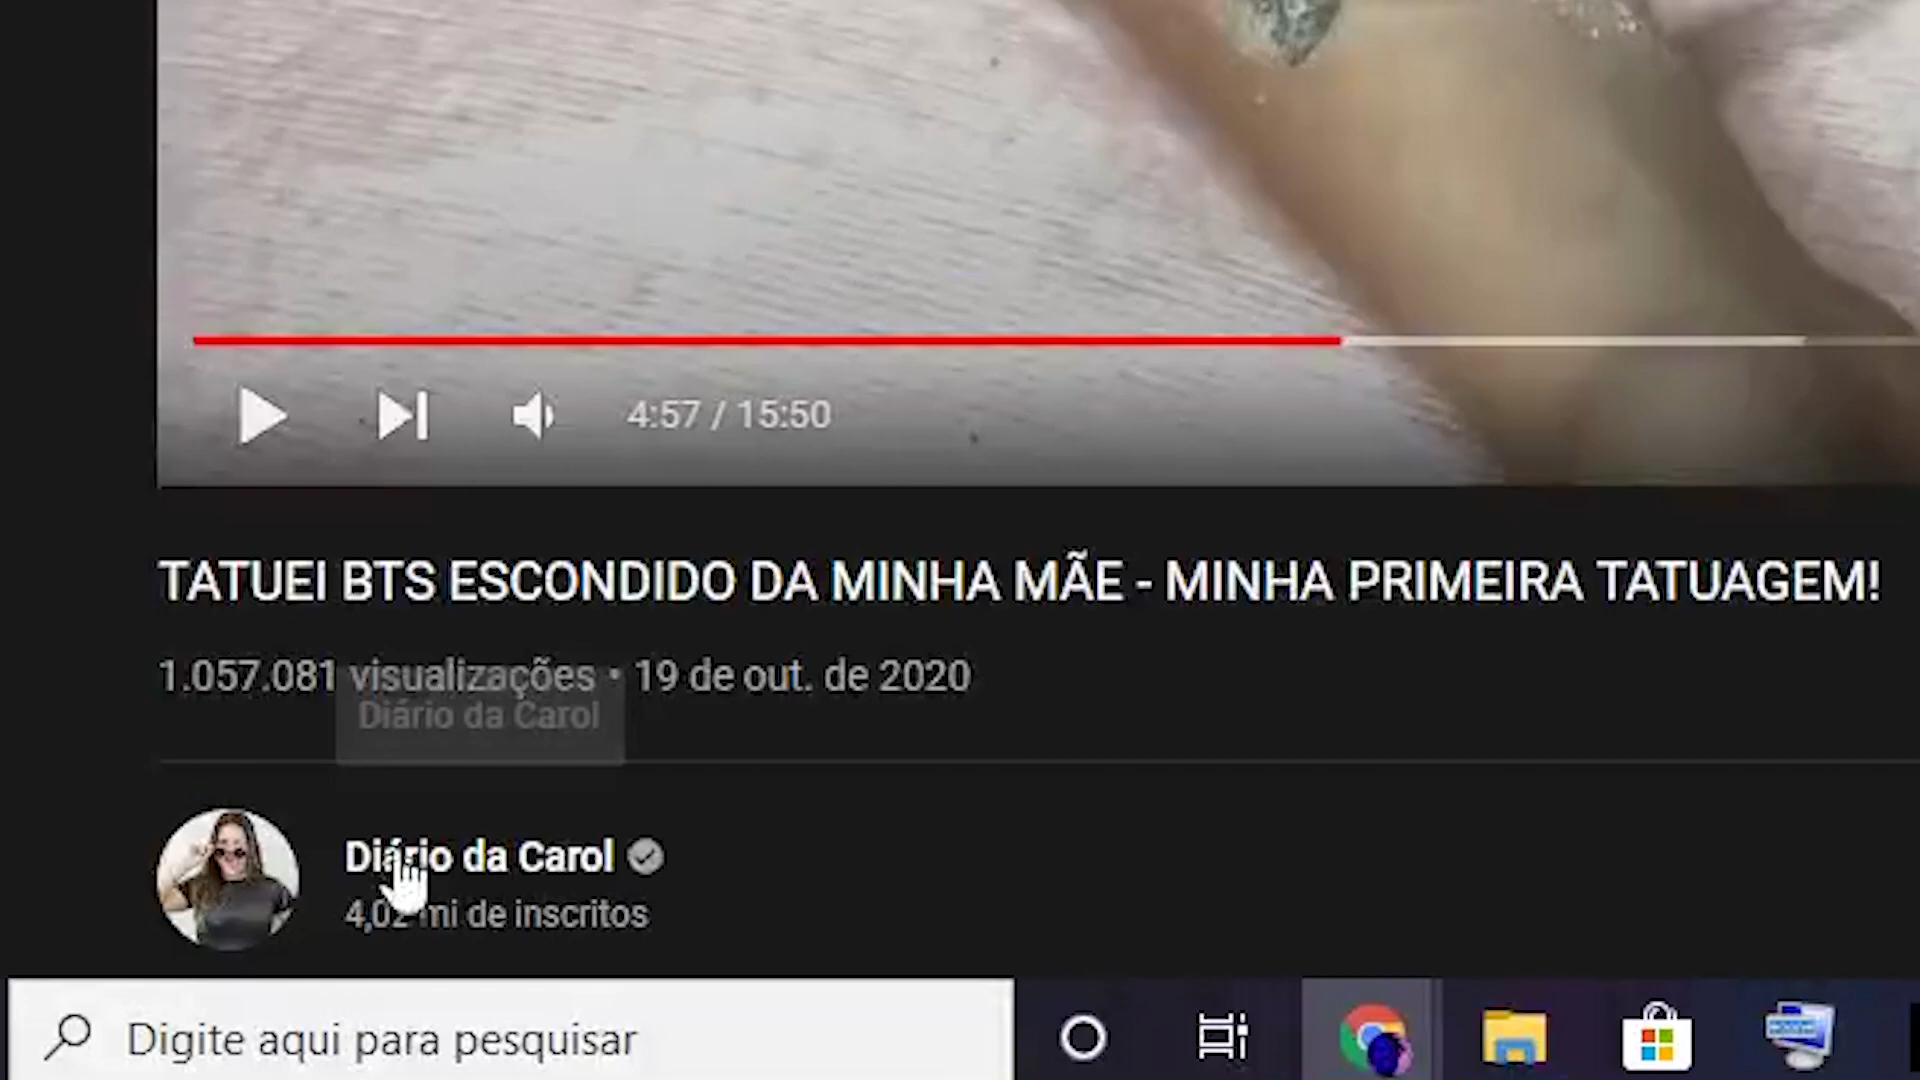 4:57 / 15:50
TATUEI BTS ESCONDIDO DA MINHA MÃE - MINHA PRIMEIRA TATUAGEM!
1.057.081 visualizações • 19 de out. de 2020
Diário da Carol
Diário da Carol
4,02 mi de inscritos
Digite aqui para pesquisar